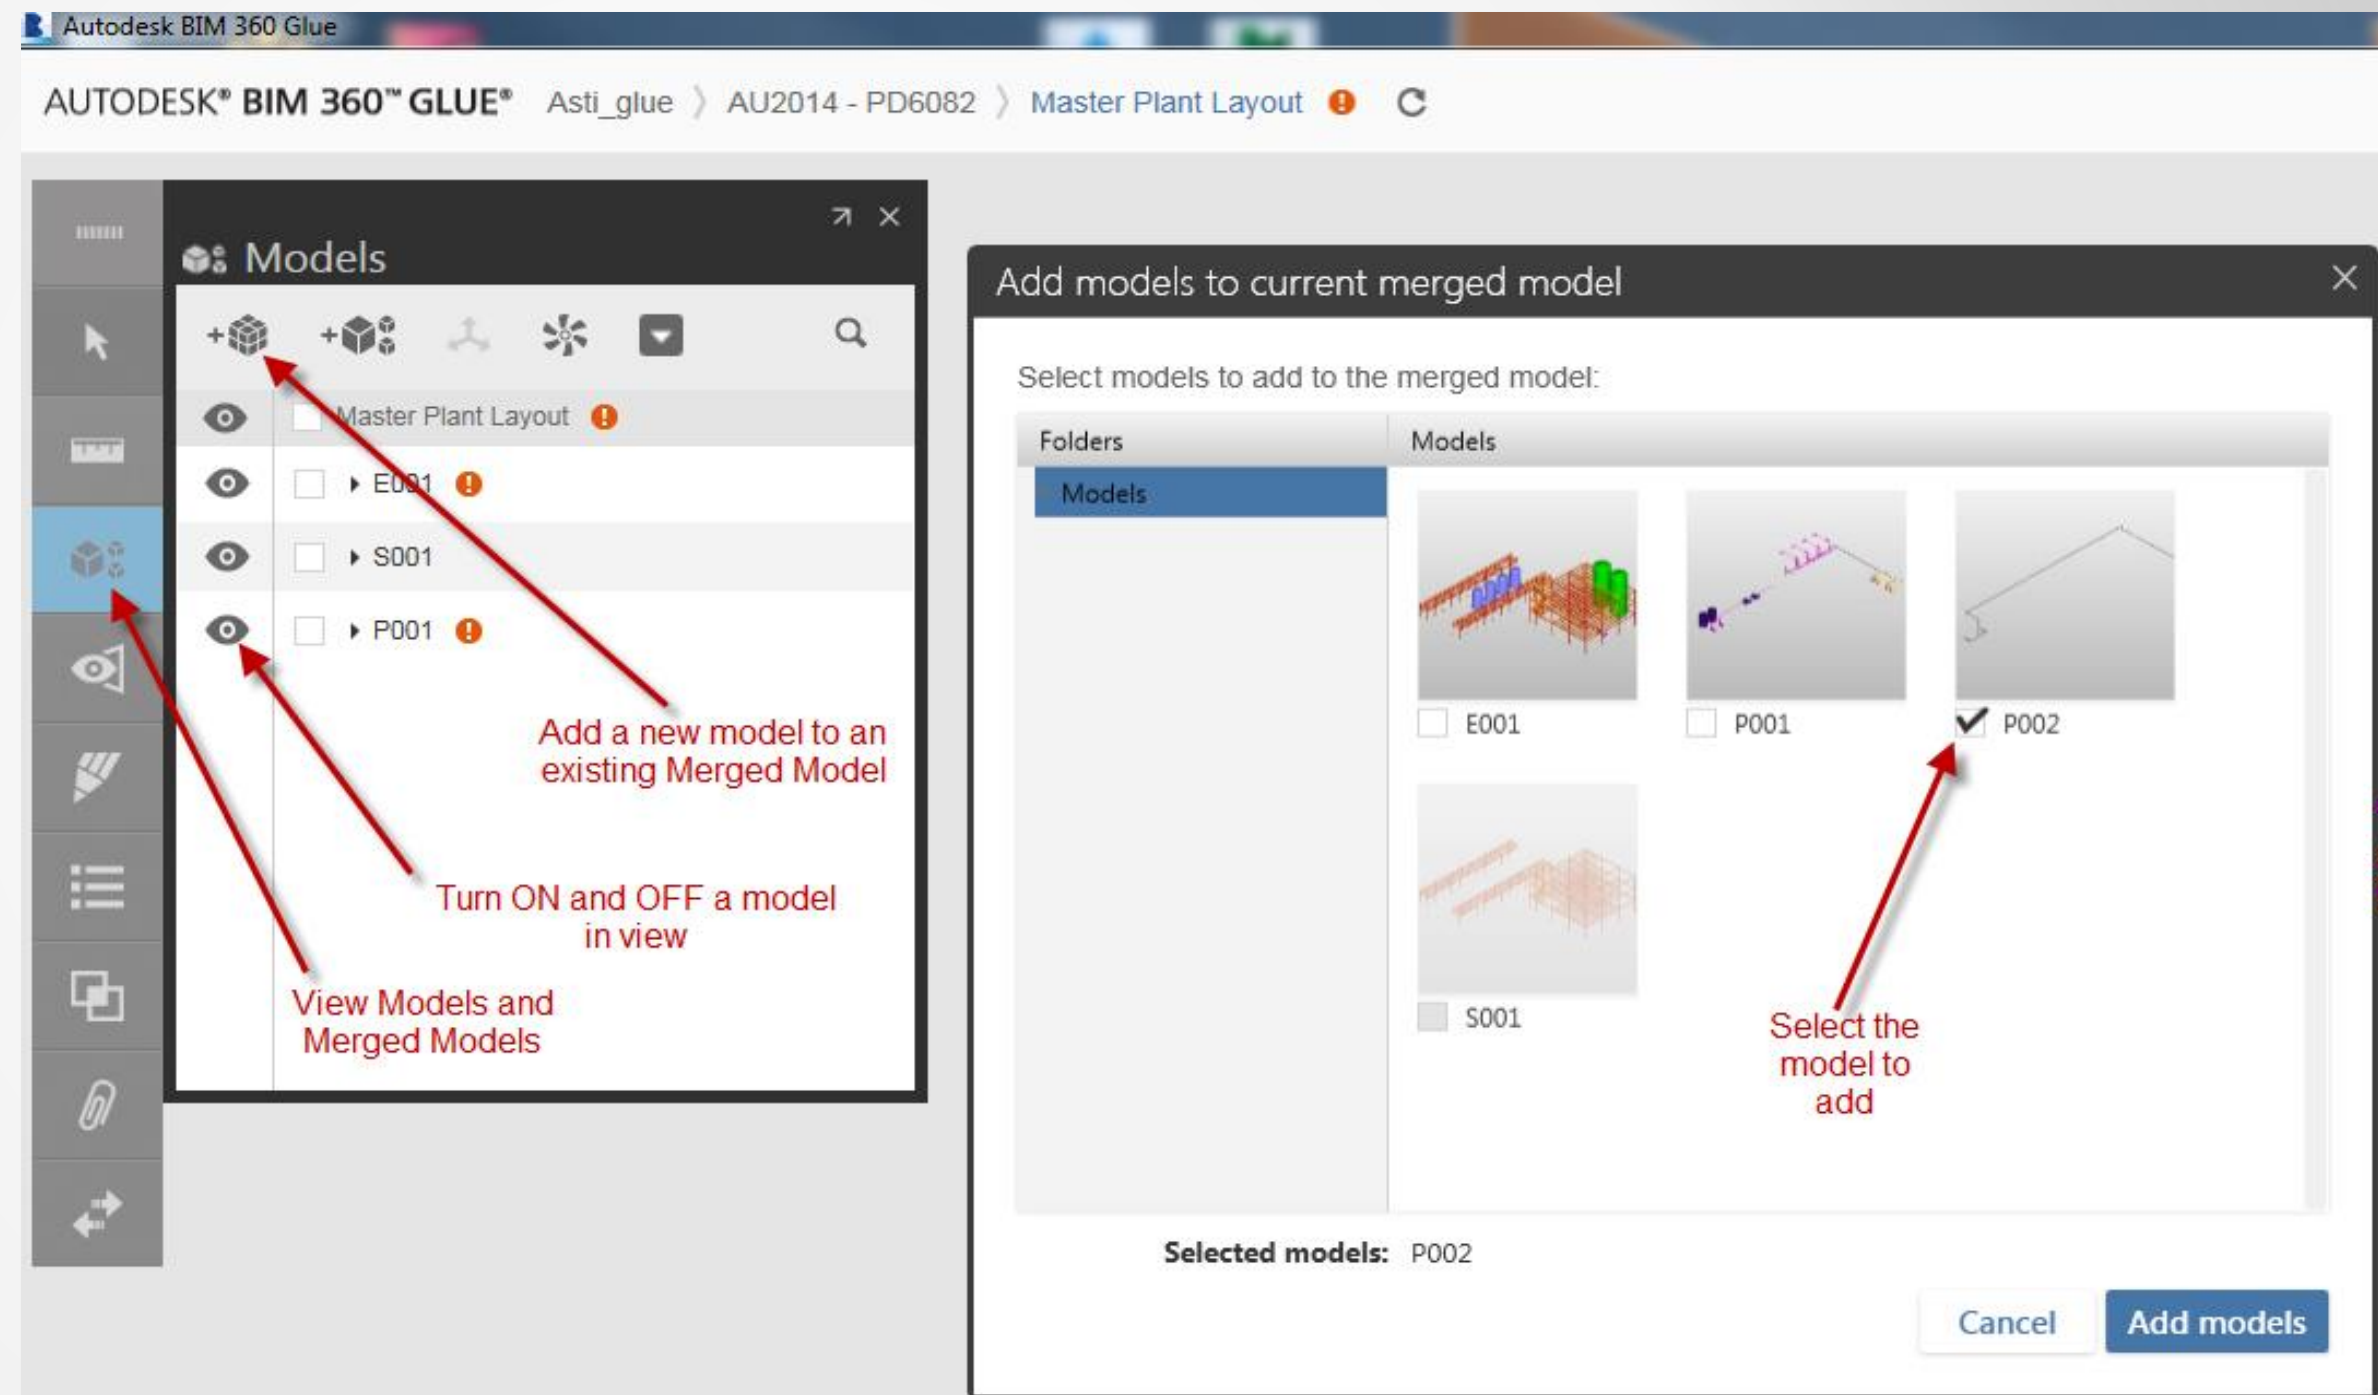 Autodesk BIM 360 Glue
AUTODESK® BIM 360™ GLUE® Asti_glue 〉 AU2014 - PD6082 〉 Master Plant Layout
Models
Master Plant Layout
E001
S001
P001
Add a new model to an
existing Merged Model
Turn ON and OFF a model
in view
View Models and
Merged Models
Add models to current merged model
Select models to add to the merged model:
Folders Models
Models
E001 P001 P002
S001
Select the
model to
add
Selected models: P002
Cancel Add models